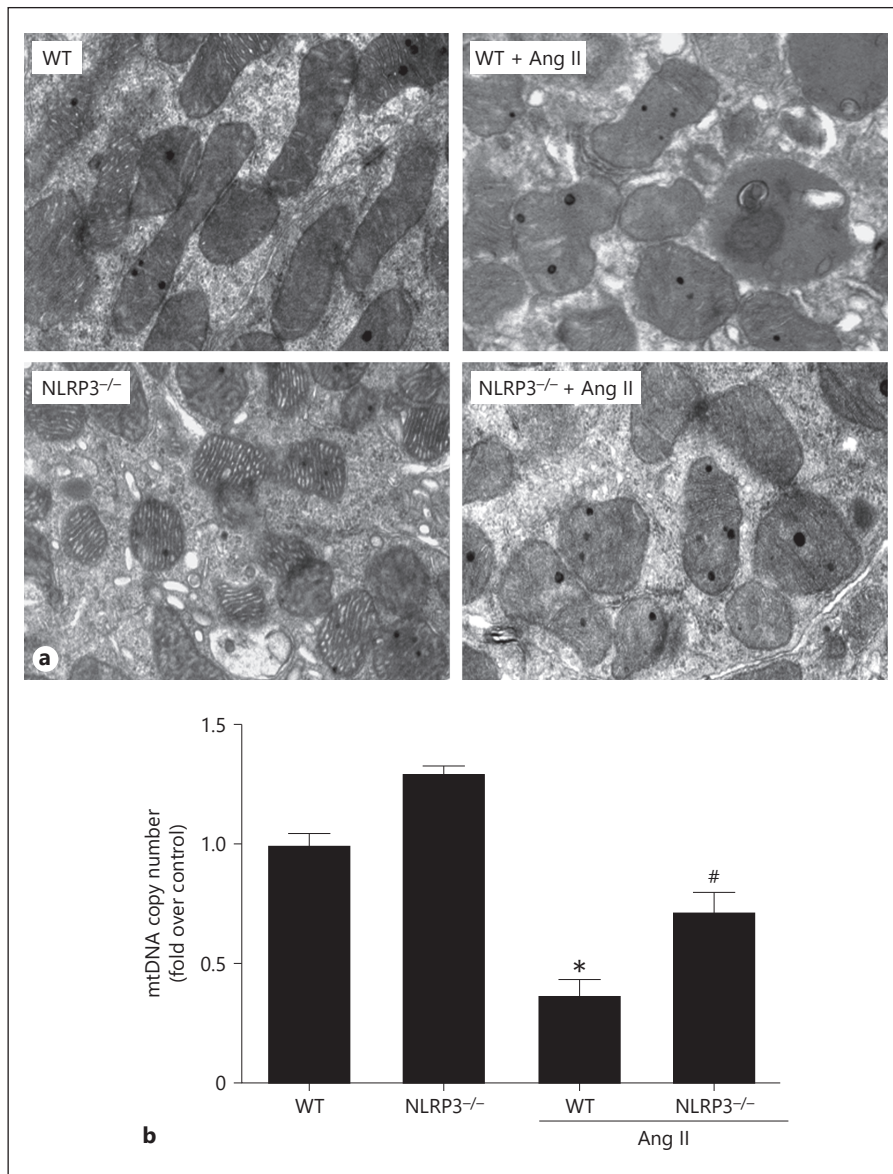 WT
WT + Ang II
NLRP3–/–
NLRP3–/– + Ang II
a
1.5
1.0
0.5
0
mtDNA copy number
(fold over control)
*
#
WT
NLRP3–/–
WT
NLRP3–/–
Ang II
b